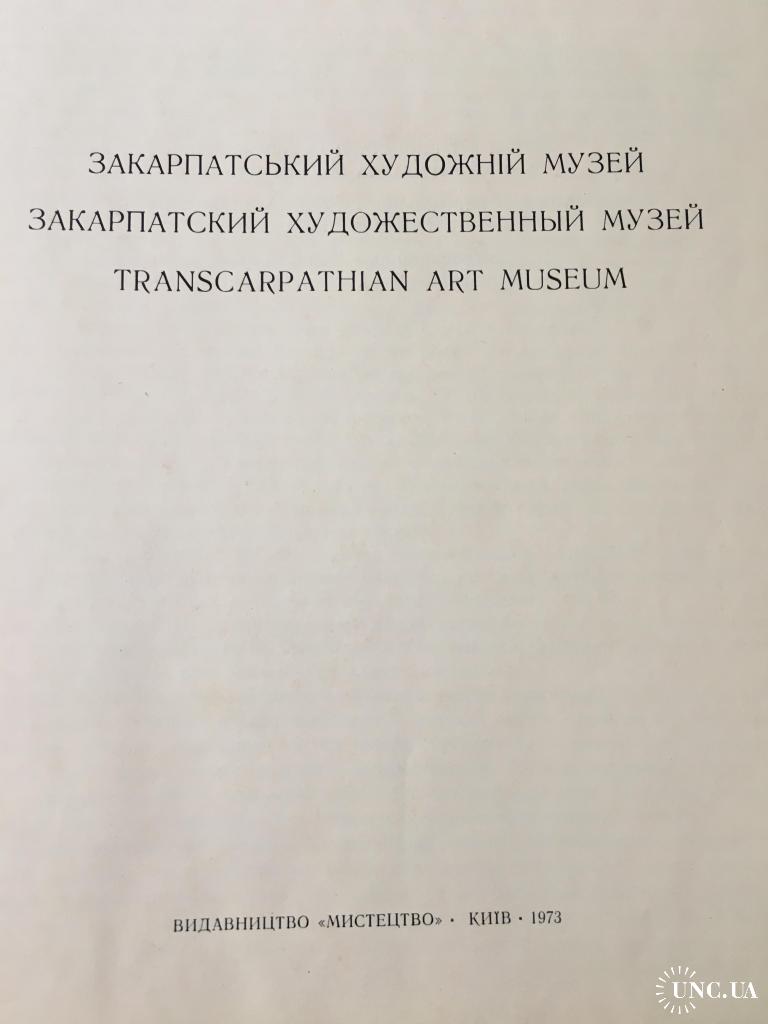 ЗАКАРПАТСЬКИЙ ХУДОЖНІЙ МУЗЕЙ
ЗАКАРПАТСКИЙ ХУДОЖЕСТВЕННЫЙ МУЗЕЙ
TRANSCARPATHIAN ART MUSEUM
ВИДАВНИЦТВО «МИСТЕЦТВО» · КИЇВ · 1973
UNC.UA